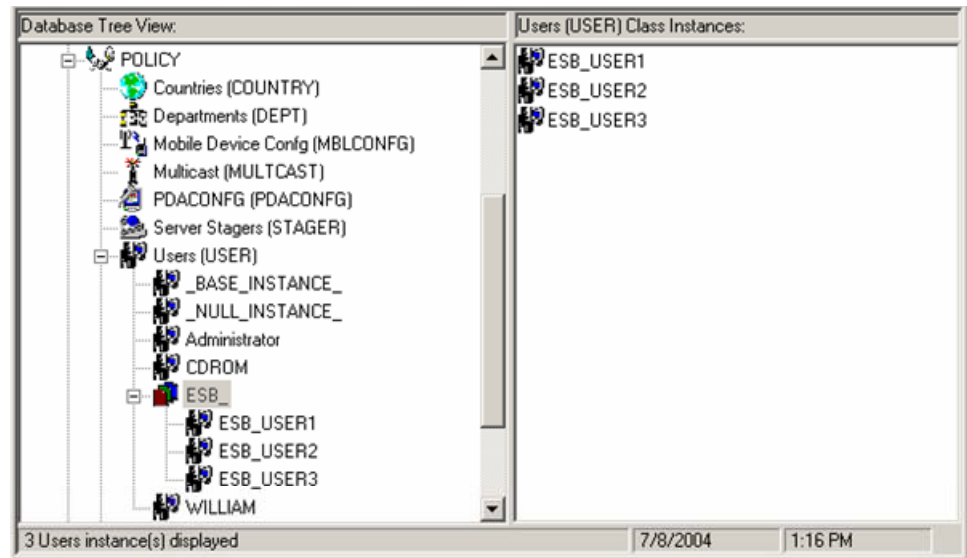 Database Tree View:
POLICY
Countries (COUNTRY)
Departments (DEPT)
Mobile Device Confg (MBLCONFG)
Multicast (MULTCAST)
PDACONFG (PDACONFG)
Server Stagers (STAGER)
Users (USER)
_BASE_INSTANCE_
_NULL_INSTANCE_
Administrator
CDROM
ESB_
ESB_USER1
ESB_USER2
ESB_USER3
WILLIAM
Users (USER) Class Instances:
ESB_USER1
ESB_USER2
ESB_USER3
3 Users instance(s) displayed
7/8/2004
1:16 PM